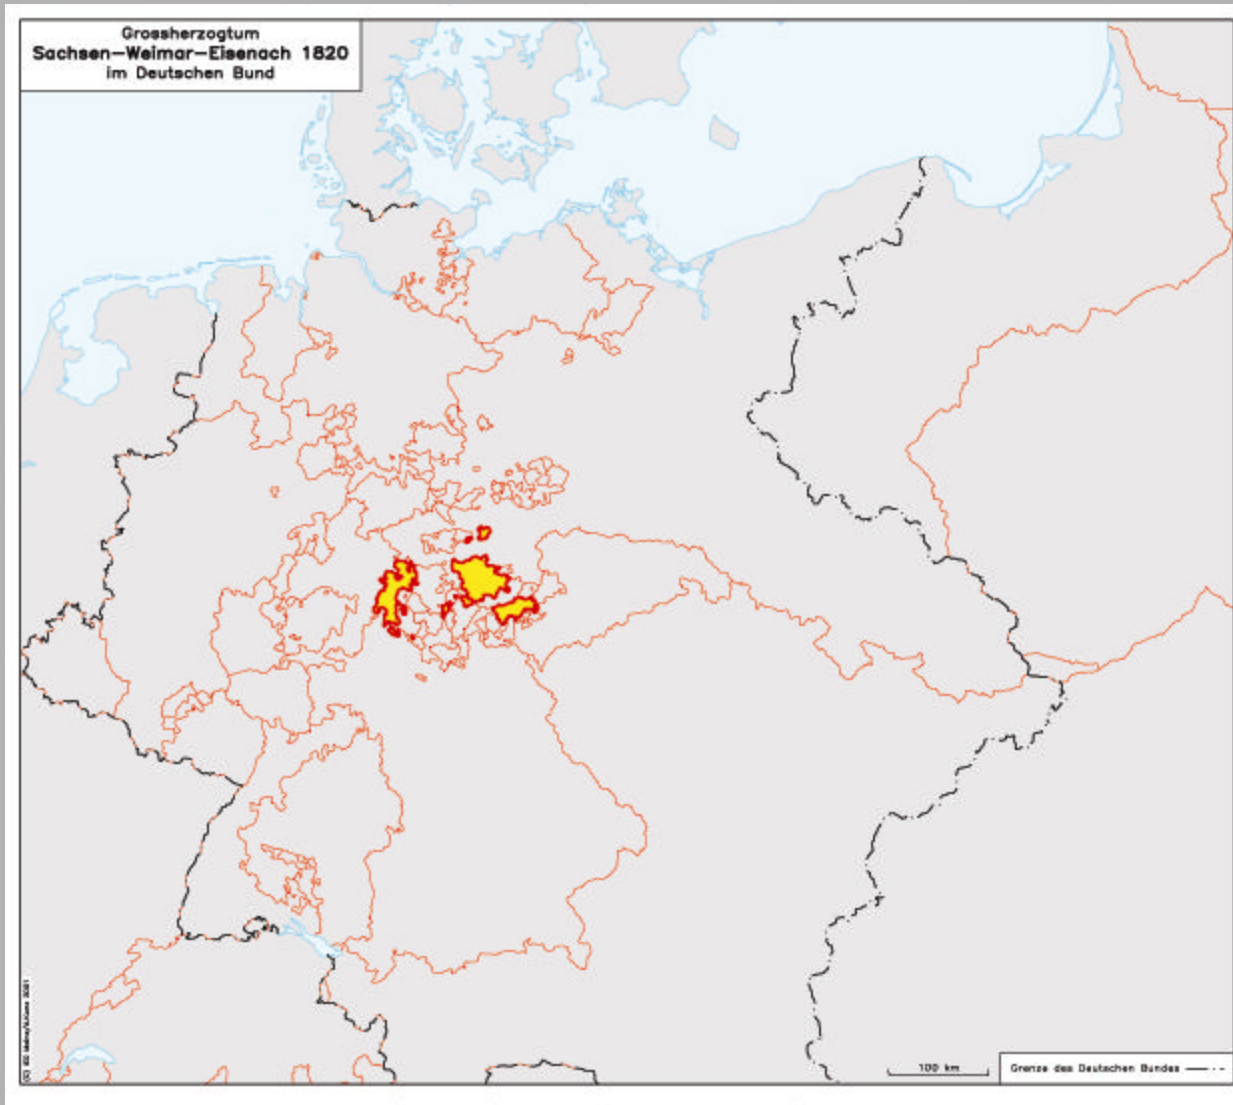 Grossherzogtum
Sachsen-Weimar-Eisenach 1820
im Deutschen Bund
100 km
Grenze des Deutschen Bundes